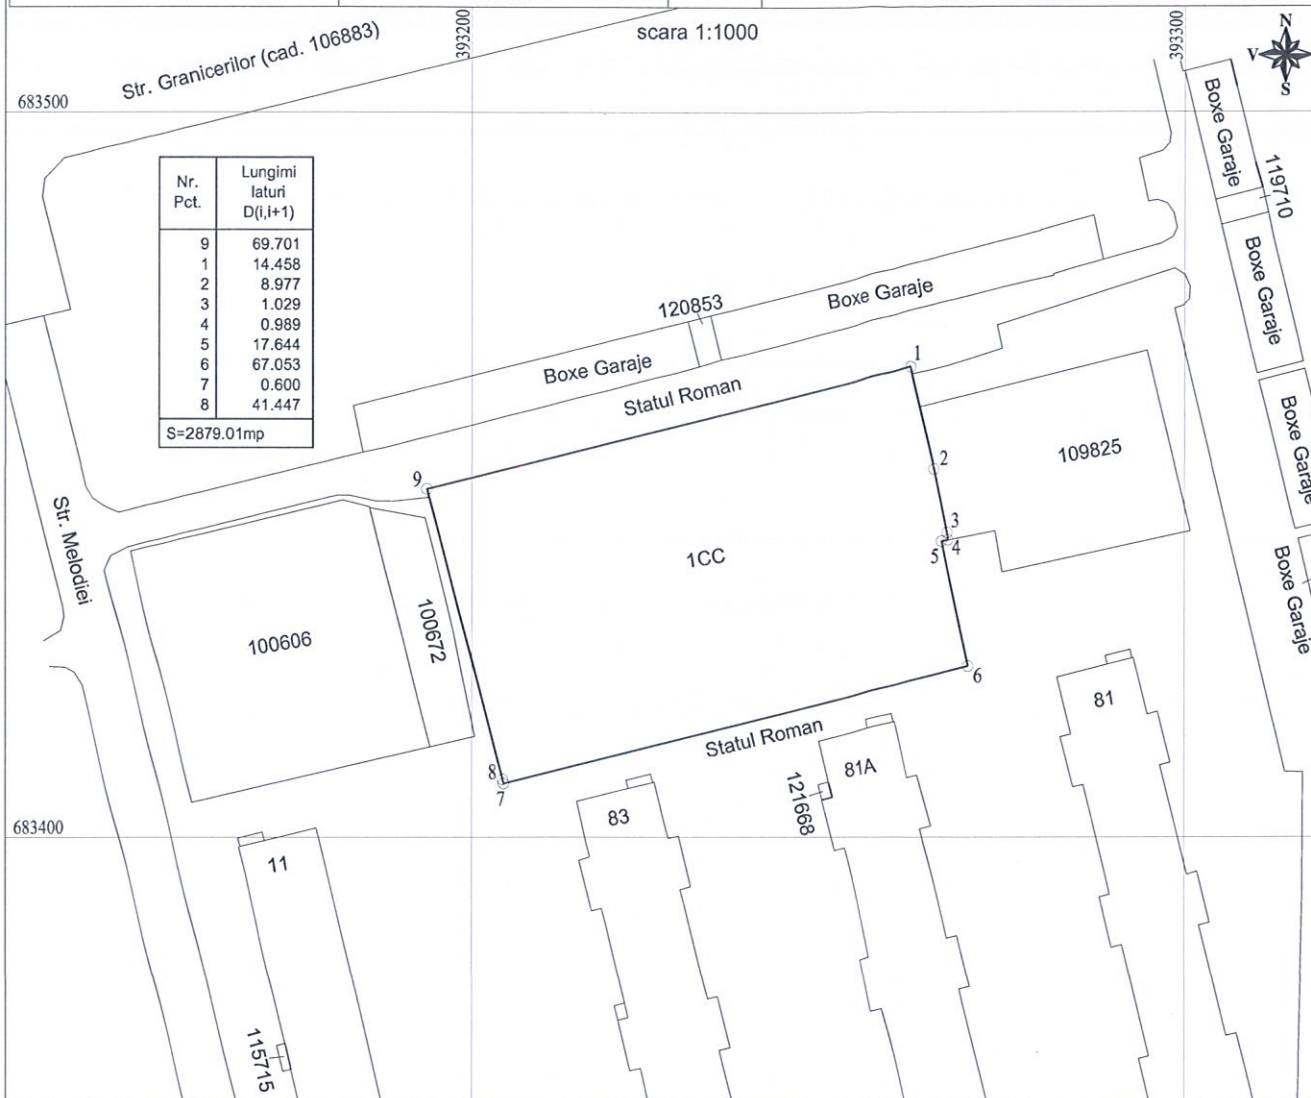 393200
scara 1:1000
393300
N
V
S
Str. Granicerilor (cad. 106883)
683500
Nr. Pct.
Lungimi laturi D(i,i+1)
9 69.701
1 14.458
2 8.977
3 1.029
4 0.989
5 17.644
6 67.053
7 0.600
8 41.447
S=2879.01mp
Boxe Garaje
119710
Boxe Garaje
120853
Boxe Garaje
Boxe Garaje
Statul Roman
1
Boxe Garaje
109825
2
9
Str. Melodiei
3
4
5
1CC
Boxe Garaje
100606
100672
6
81
Statul Roman
81A
8
7
121668
83
683400
11
115715